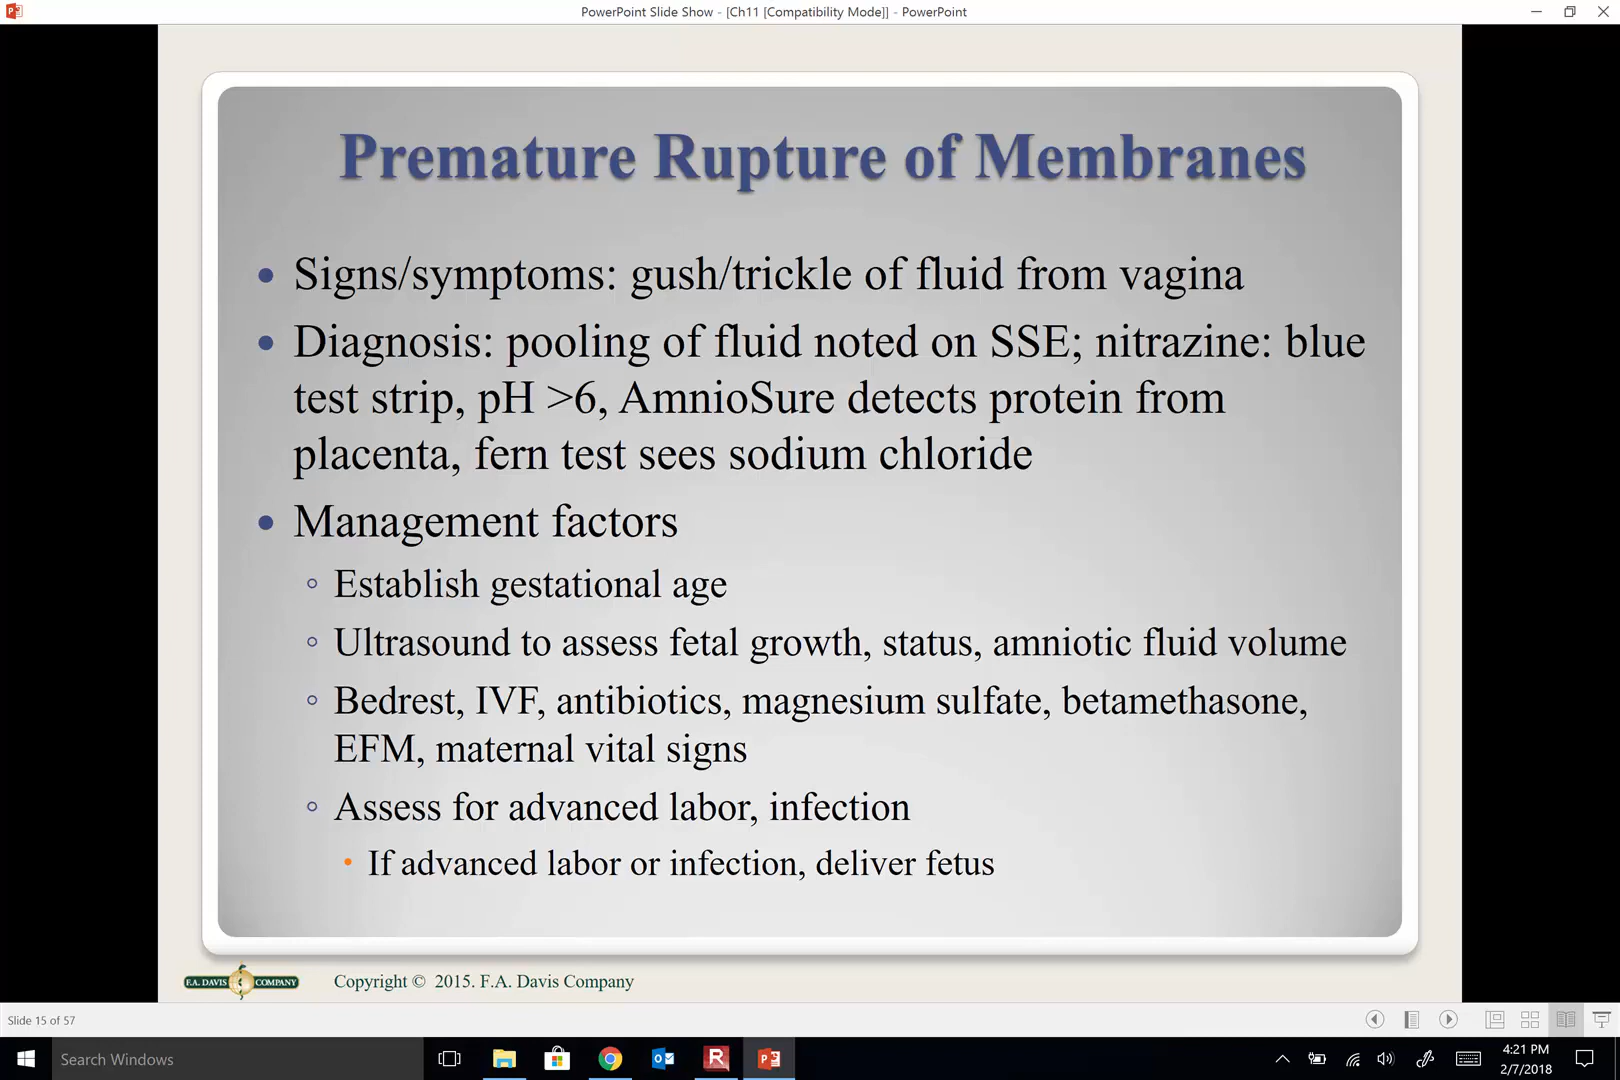 PowerPoint Slide Show - [Ch11 [Compatibility Mode]] - PowerPoint
Premature Rupture of Membranes
Signs/symptoms: gush/trickle of fluid from vagina
Diagnosis: pooling of fluid noted on SSE; nitrazine: blue
test strip, pH >6, AmnioSure detects protein from
placenta, fern test sees sodium chloride
Management factors
Establish gestational age
Ultrasound to assess fetal growth, status, amniotic fluid volume
Bedrest, IVF, antibiotics, magnesium sulfate, betamethasone,
EFM, maternal vital signs
Assess for advanced labor, infection
If advanced labor or infection, deliver fetus
F.A. DAVIS COMPANY
Copyright © 2015. F.A. Davis Company
Slide 15 of 57
Search Windows
4:21 PM
2/7/2018